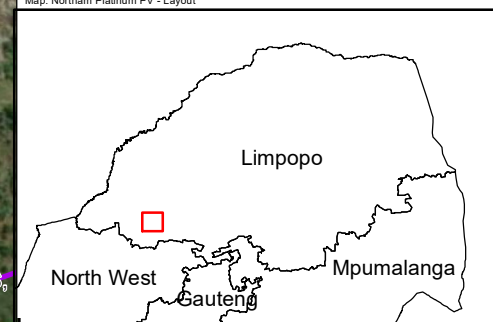 Map: Northam Platinum PV - Layout
Limpopo
North West
Mpumalanga
Gauteng